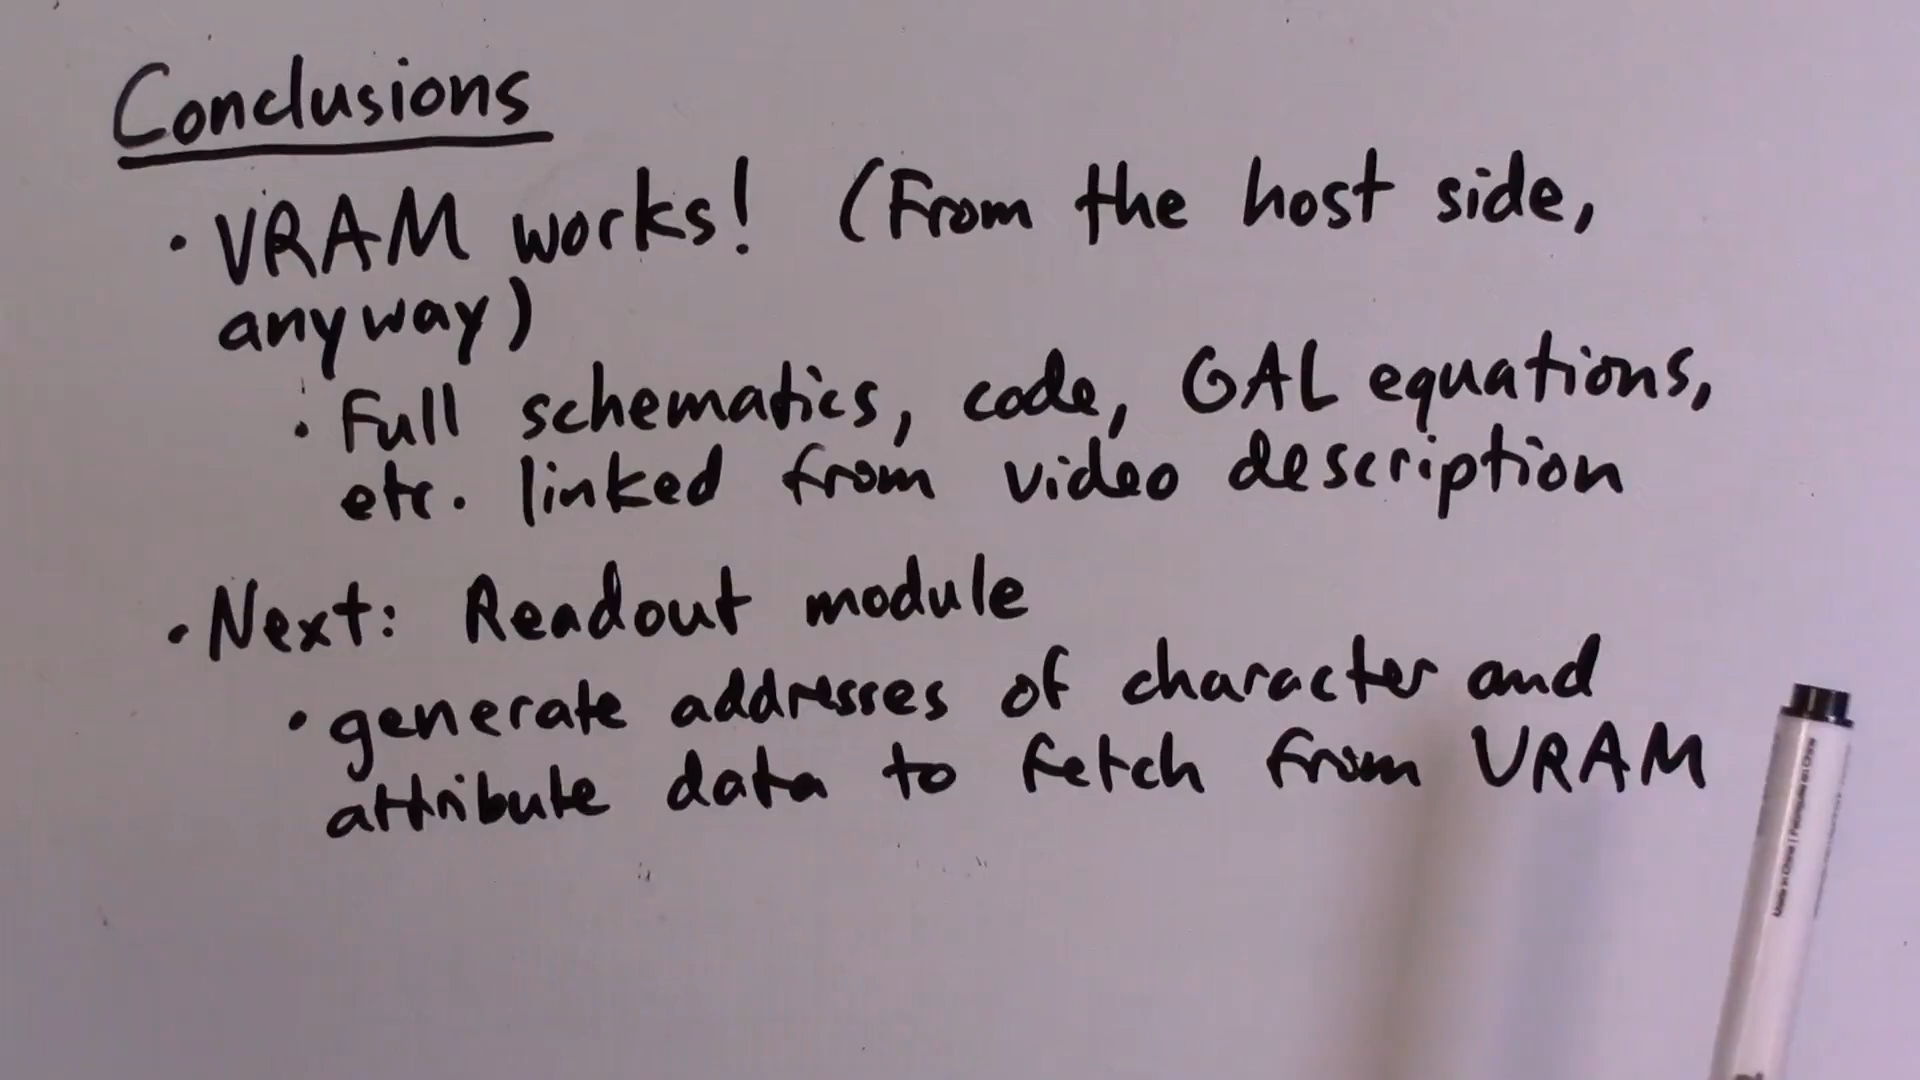 Conclusions
· VRAM works! (From the host side,
anyway)
· Full schematics, code, GAL equations,
etc. linked from video description
· Next: Readout module
· generate addresses of character and
attribute data to fetch from VRAM